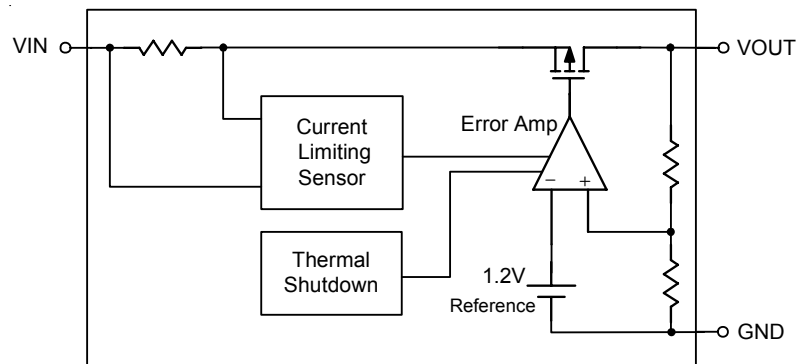 VIN
VOUT
Error Amp
Current
Limiting
Sensor
− +
Thermal
Shutdown
1.2V
Reference
GND